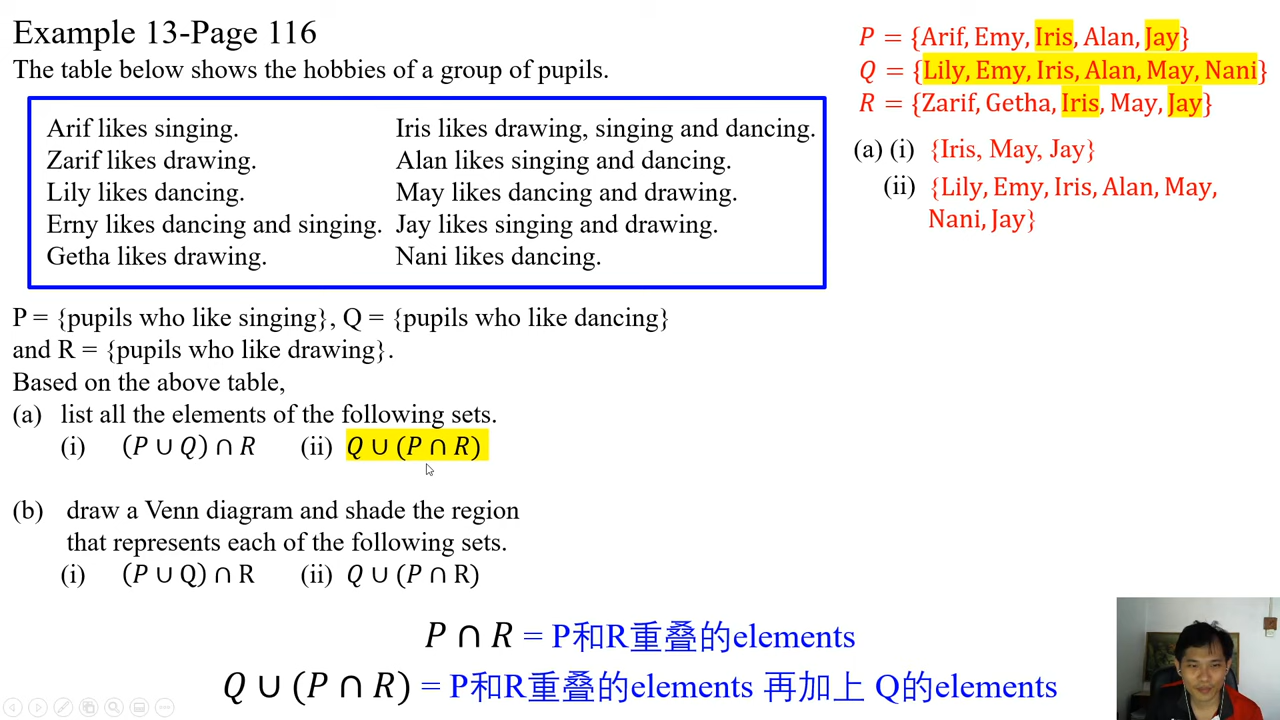 Example 13-Page 116
The table below shows the hobbies of a group of pupils.
Arif likes singing.
Zarif likes drawing.
Lily likes dancing.
Erny likes dancing and singing.
Getha likes drawing.
Iris likes drawing, singing and dancing.
Alan likes singing and dancing.
May likes dancing and drawing.
Jay likes singing and drawing.
Nani likes dancing.
P = {pupils who like singing}, Q = {pupils who like dancing}
and R = {pupils who like drawing}.
Based on the above table,
(a) list all the elements of the following sets.
(i) (P ∪ Q) ∩ R (ii) Q ∪ (P ∩ R)
(b) draw a Venn diagram and shade the region
that represents each of the following sets.
(i) (P ∪ Q) ∩ R (ii) Q ∪ (P ∩ R)
P = {Arif, Emy, Iris, Alan, Jay}
Q = {Lily, Emy, Iris, Alan, May, Nani}
R = {Zarif, Getha, Iris, May, Jay}
(a) (i) {Iris, May, Jay}
(ii) {Lily, Emy, Iris, Alan, May,
Nani, Jay}
P ∩ R = P和R重叠的elements
Q ∪ (P ∩ R) = P和R重叠的elements 再加上 Q的elements